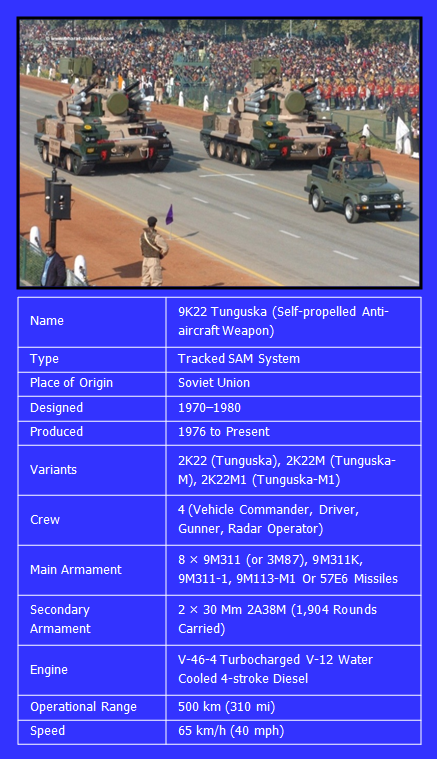 Name
9K22 Tunguska (Self-propelled Anti-
aircraft Weapon)
Type
Tracked SAM System
Place of Origin
Soviet Union
Designed
1970–1980
Produced
1976 to Present
Variants
2K22 (Tunguska), 2K22M (Tunguska-
M), 2K22M1 (Tunguska-M1)
Crew
4 (Vehicle Commander, Driver,
Gunner, Radar Operator)
Main Armament
8 × 9M311 (or 3M87), 9M311K,
9M311-1, 9M113-M1 Or 57E6 Missiles
Secondary
Armament
2 × 30 Mm 2A38M (1,904 Rounds
Carried)
Engine
V-46-4 Turbocharged V-12 Water
Cooled 4-stroke Diesel
Operational Range
500 km (310 mi)
Speed
65 km/h (40 mph)